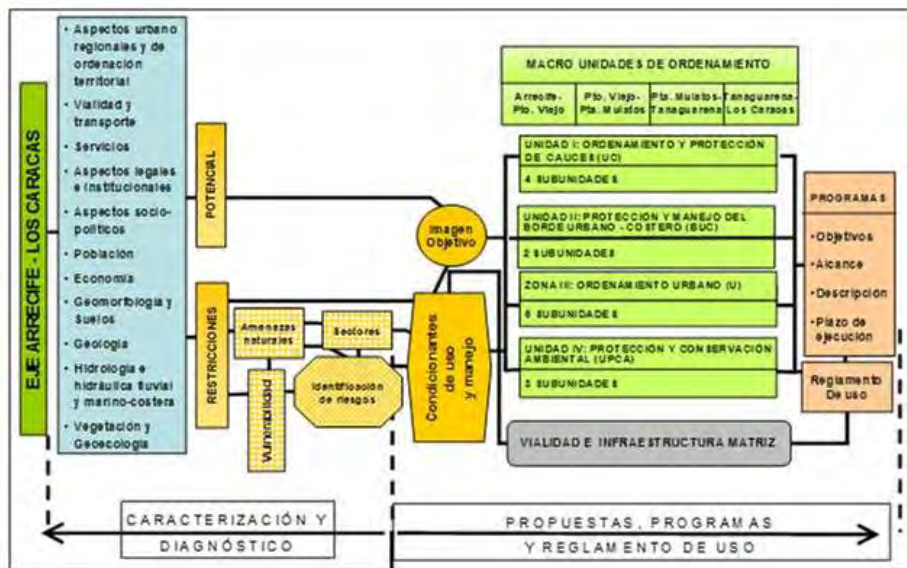 EJE ARRECIFE - LOS CARACAS
• Aspectos urbano
regionales y de
ordenación
territorial
• Vialidad y
transporte
• Servicios
• Aspectos legales
e institucionales
• Aspectos socio-
políticos
• Población
• Economía
• Geomorfología y
Suelos
• Geología
• Hidrología e
hidráulica fluvial
y marino-costera
• Vegetación y
Geoecología
POTENCIAL
RESTRICCIONES
Amenazas
naturales
Sectores
Vulnerabilidad
Identificación
de riesgos
Imagen
Objetivo
Condicionantes
de uso
y manejo
MACRO UNIDADES DE ORDENAMIENTO
Arrecife-
Pto. Viejo
Pto. Viejo-
Pta. Mulatos
Pta. Mulatos-
Tanaguarena
Tanaguarena-
Los Caracas
UNIDAD I: ORDENAMIENTO Y PROTECCIÓN
DE CAUCES (UC)
4 SUBUNIDADES
UNIDAD II: PROTECCIÓN Y MANEJO DEL
BORDE URBANO - COSTERO (BUC)
2 SUBUNIDADES
ZONA III: ORDENAMIENTO URBANO (U)
6 SUBUNIDADES
UNIDAD IV: PROTECCIÓN Y CONSERVACIÓN
AMBIENTAL (UPCA)
3 SUBUNIDADES
VIALIDAD E INFRAESTRUCTURA MATRIZ
PROGRAMAS
• Objetivos
• Alcance
• Descripción
• Plazo de
ejecución
Reglamento
De uso
CARACTERIZACIÓN Y
DIAGNÓSTICO
PROPUESTAS, PROGRAMAS
Y REGLAMENTO DE USO